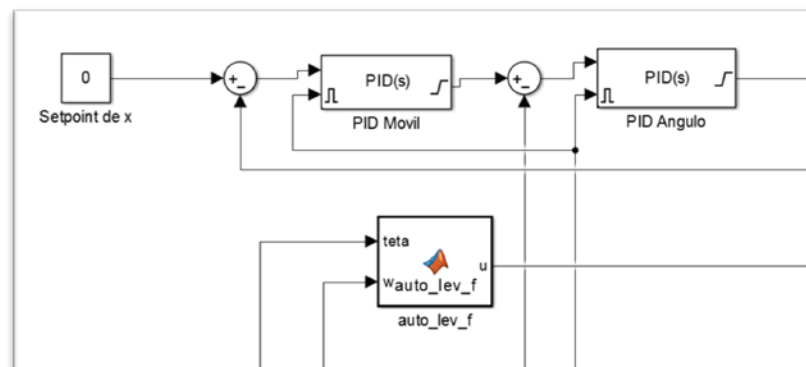 0
Setpoint de x
+
-
PID(s)
PID Movil
+
-
PID(s)
PID Angulo
teta
w
auto_lev_f
u
auto_lev_f